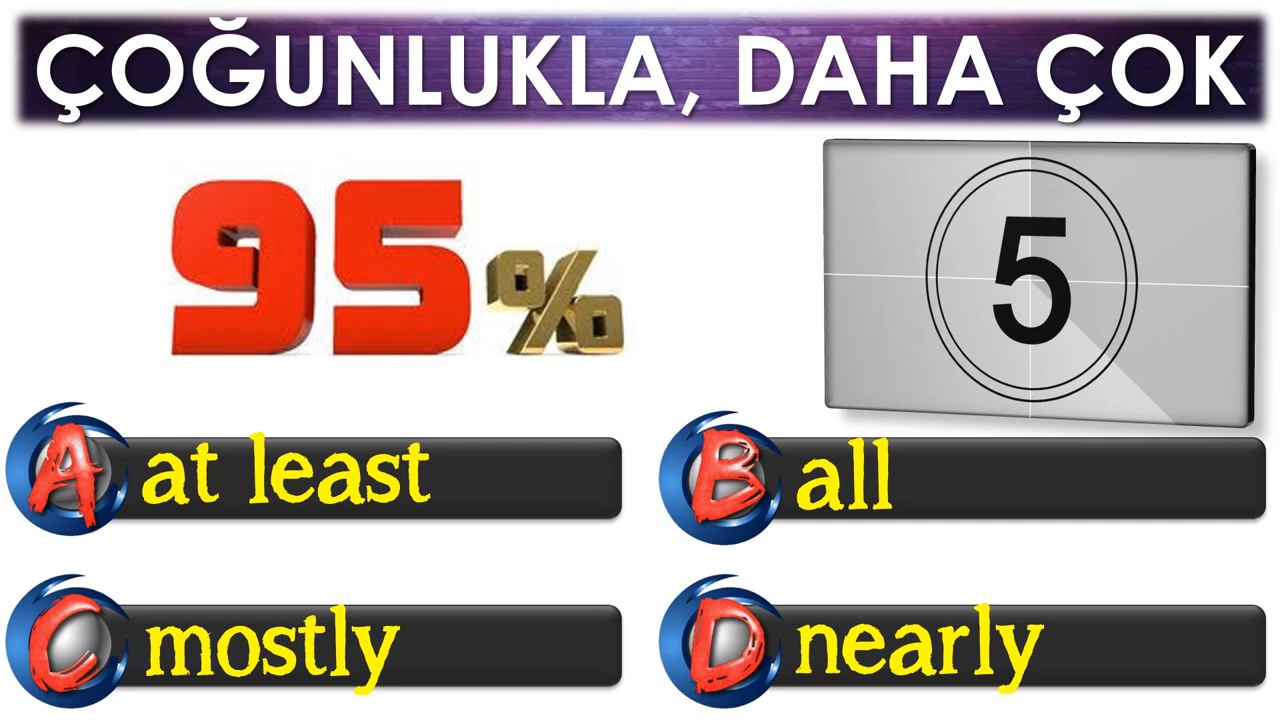 ÇOĞUNLUKLA, DAHA ÇOK
95%
5
A at least
B all
C mostly
D nearly